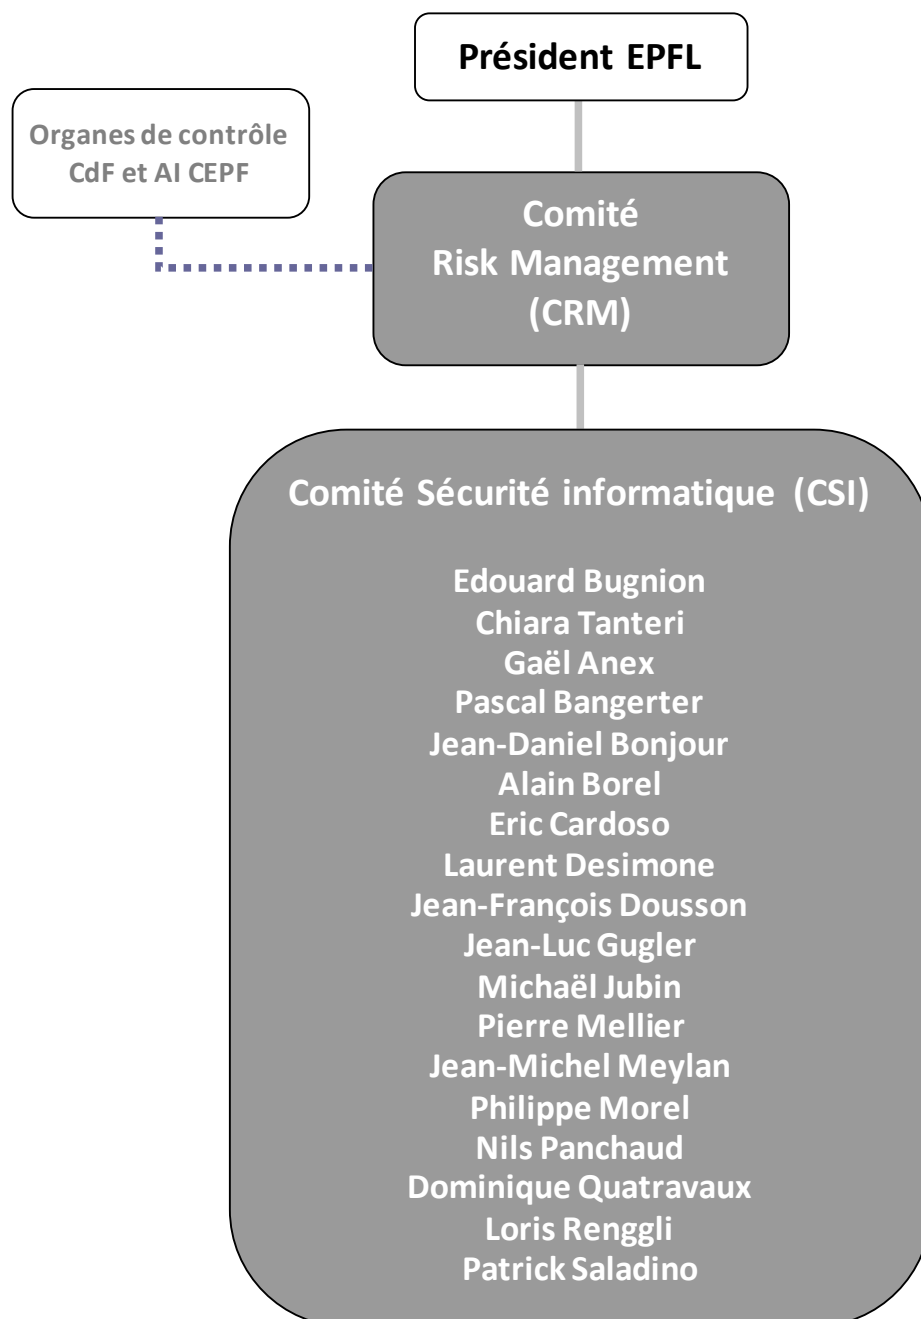 Président EPFL
Organes de contrôle
CdF et AI CEPF
Comité
Risk Management
(CRM)
Comité Sécurité informatique (CSI)
Edouard Bugnion
Chiara Tanteri
Gaël Anex
Pascal Bangerter
Jean-Daniel Bonjour
Alain Borel
Eric Cardoso
Laurent Desimone
Jean-François Dousson
Jean-Luc Gugler
Michaël Jubin
Pierre Mellier
Jean-Michel Meylan
Philippe Morel
Nils Panchaud
Dominique Quatravaux
Loris Renggli
Patrick Saladino